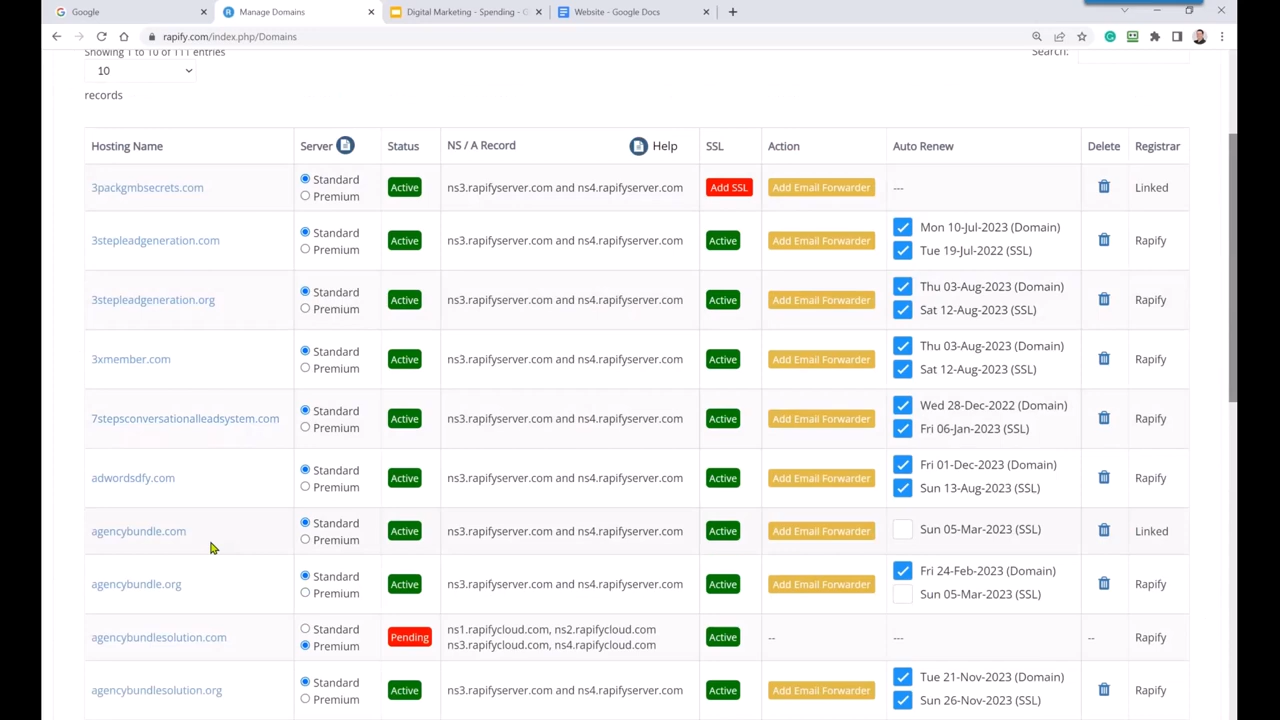 Google
Manage Domains
Digital Marketing - Spending - G
Website - Google Docs
rapify.com/index.php/Domains
Showing 1 to 10 of 111 entries
Search:
10
records
Hosting Name Server Status NS / A Record Help SSL Action Auto Renew Delete Registrar
3packgmbsecrets.com Standard Premium Active ns3.rapifyserver.com and ns4.rapifyserver.com Add SSL Add Email Forwarder --- Linked
3stepleadgeneration.com Standard Premium Active ns3.rapifyserver.com and ns4.rapifyserver.com Active Add Email Forwarder Mon 10-Jul-2023 (Domain) Tue 19-Jul-2022 (SSL) Rapify
3stepleadgeneration.org Standard Premium Active ns3.rapifyserver.com and ns4.rapifyserver.com Active Add Email Forwarder Thu 03-Aug-2023 (Domain) Sat 12-Aug-2023 (SSL) Rapify
3xmember.com Standard Premium Active ns3.rapifyserver.com and ns4.rapifyserver.com Active Add Email Forwarder Thu 03-Aug-2023 (Domain) Sat 12-Aug-2023 (SSL) Rapify
7stepsconversationalleadsystem.com Standard Premium Active ns3.rapifyserver.com and ns4.rapifyserver.com Active Add Email Forwarder Wed 28-Dec-2022 (Domain) Fri 06-Jan-2023 (SSL) Rapify
adwordsdfy.com Standard Premium Active ns3.rapifyserver.com and ns4.rapifyserver.com Active Add Email Forwarder Fri 01-Dec-2023 (Domain) Sun 13-Aug-2023 (SSL) Rapify
agencybundle.com Standard Premium Active ns3.rapifyserver.com and ns4.rapifyserver.com Active Add Email Forwarder Sun 05-Mar-2023 (SSL) Linked
agencybundle.org Standard Premium Active ns3.rapifyserver.com and ns4.rapifyserver.com Active Add Email Forwarder Fri 24-Feb-2023 (Domain) Sun 05-Mar-2023 (SSL) Rapify
agencybundlesolution.com Standard Premium Pending ns1.rapifycloud.com, ns2.rapifycloud.com ns3.rapifycloud.com, ns4.rapifycloud.com Active -- --- -- Rapify
agencybundlesolution.org Standard Premium Active ns3.rapifyserver.com and ns4.rapifyserver.com Active Add Email Forwarder Tue 21-Nov-2023 (Domain) Sun 26-Nov-2023 (SSL) Rapify